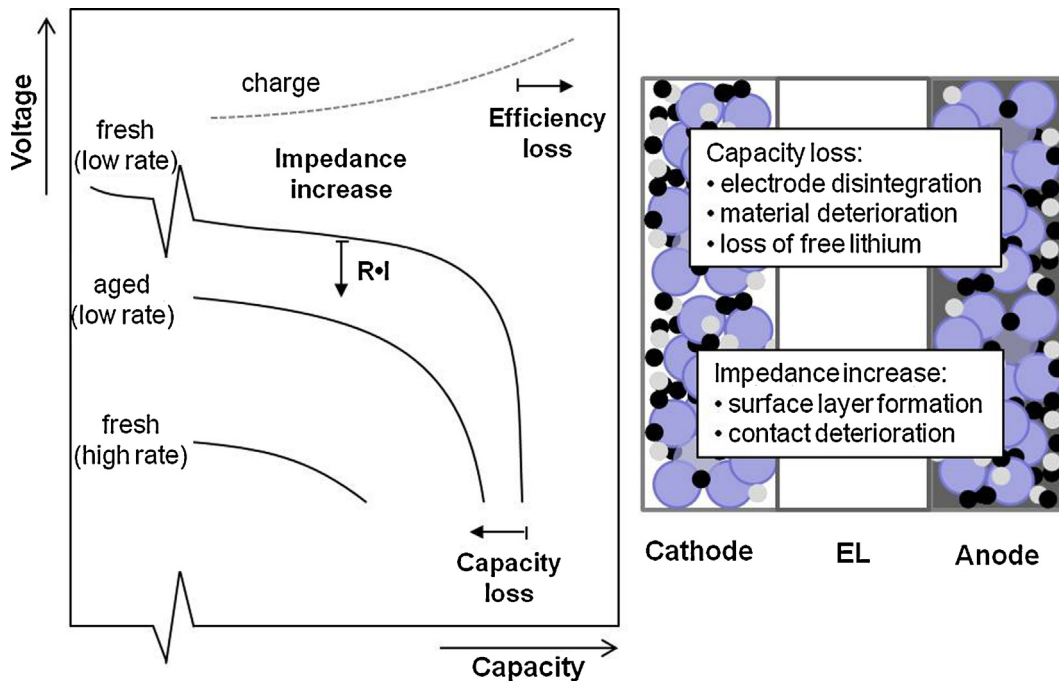 Voltage
charge
Efficiency
loss
fresh
(low rate)
Impedance
increase
R•I
aged
(low rate)
fresh
(high rate)
Capacity
loss
Capacity
Capacity loss:
• electrode disintegration
• material deterioration
• loss of free lithium
Impedance increase:
• surface layer formation
• contact deterioration
Cathode
EL
Anode